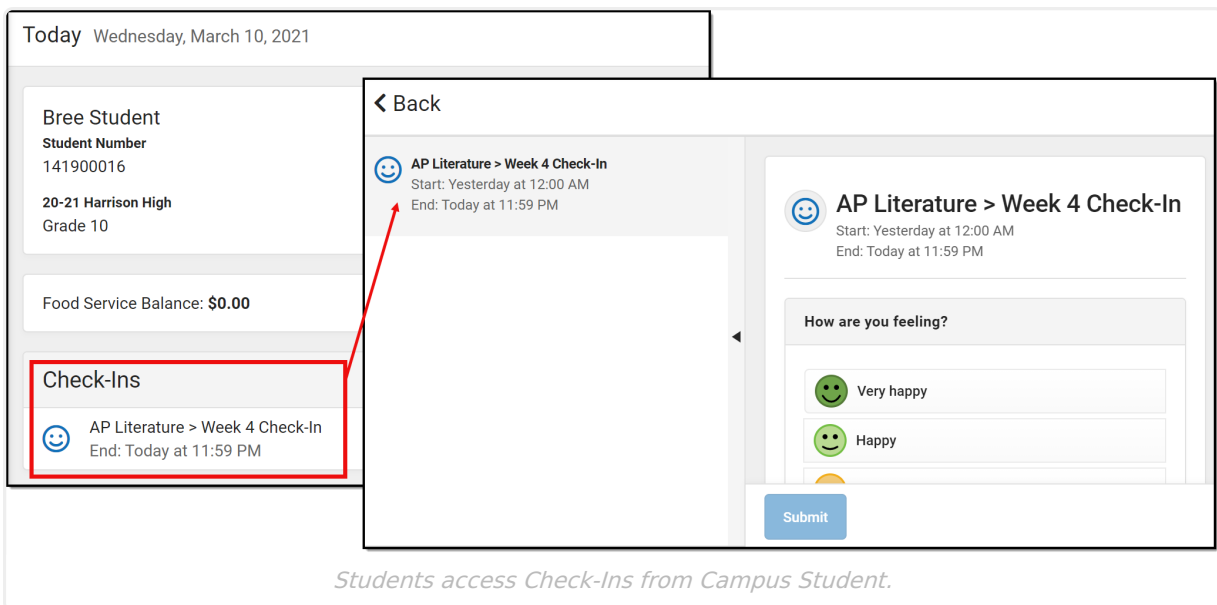 Today Wednesday, March 10, 2021
Bree Student
Student Number
141900016
20-21 Harrison High
Grade 10
Food Service Balance: $0.00
Check-Ins
AP Literature > Week 4 Check-In
End: Today at 11:59 PM
Back
AP Literature > Week 4 Check-In
Start: Yesterday at 12:00 AM
End: Today at 11:59 PM
AP Literature > Week 4 Check-In
Start: Yesterday at 12:00 AM
End: Today at 11:59 PM
How are you feeling?
Very happy
Happy
Submit
Students access Check-Ins from Campus Student.